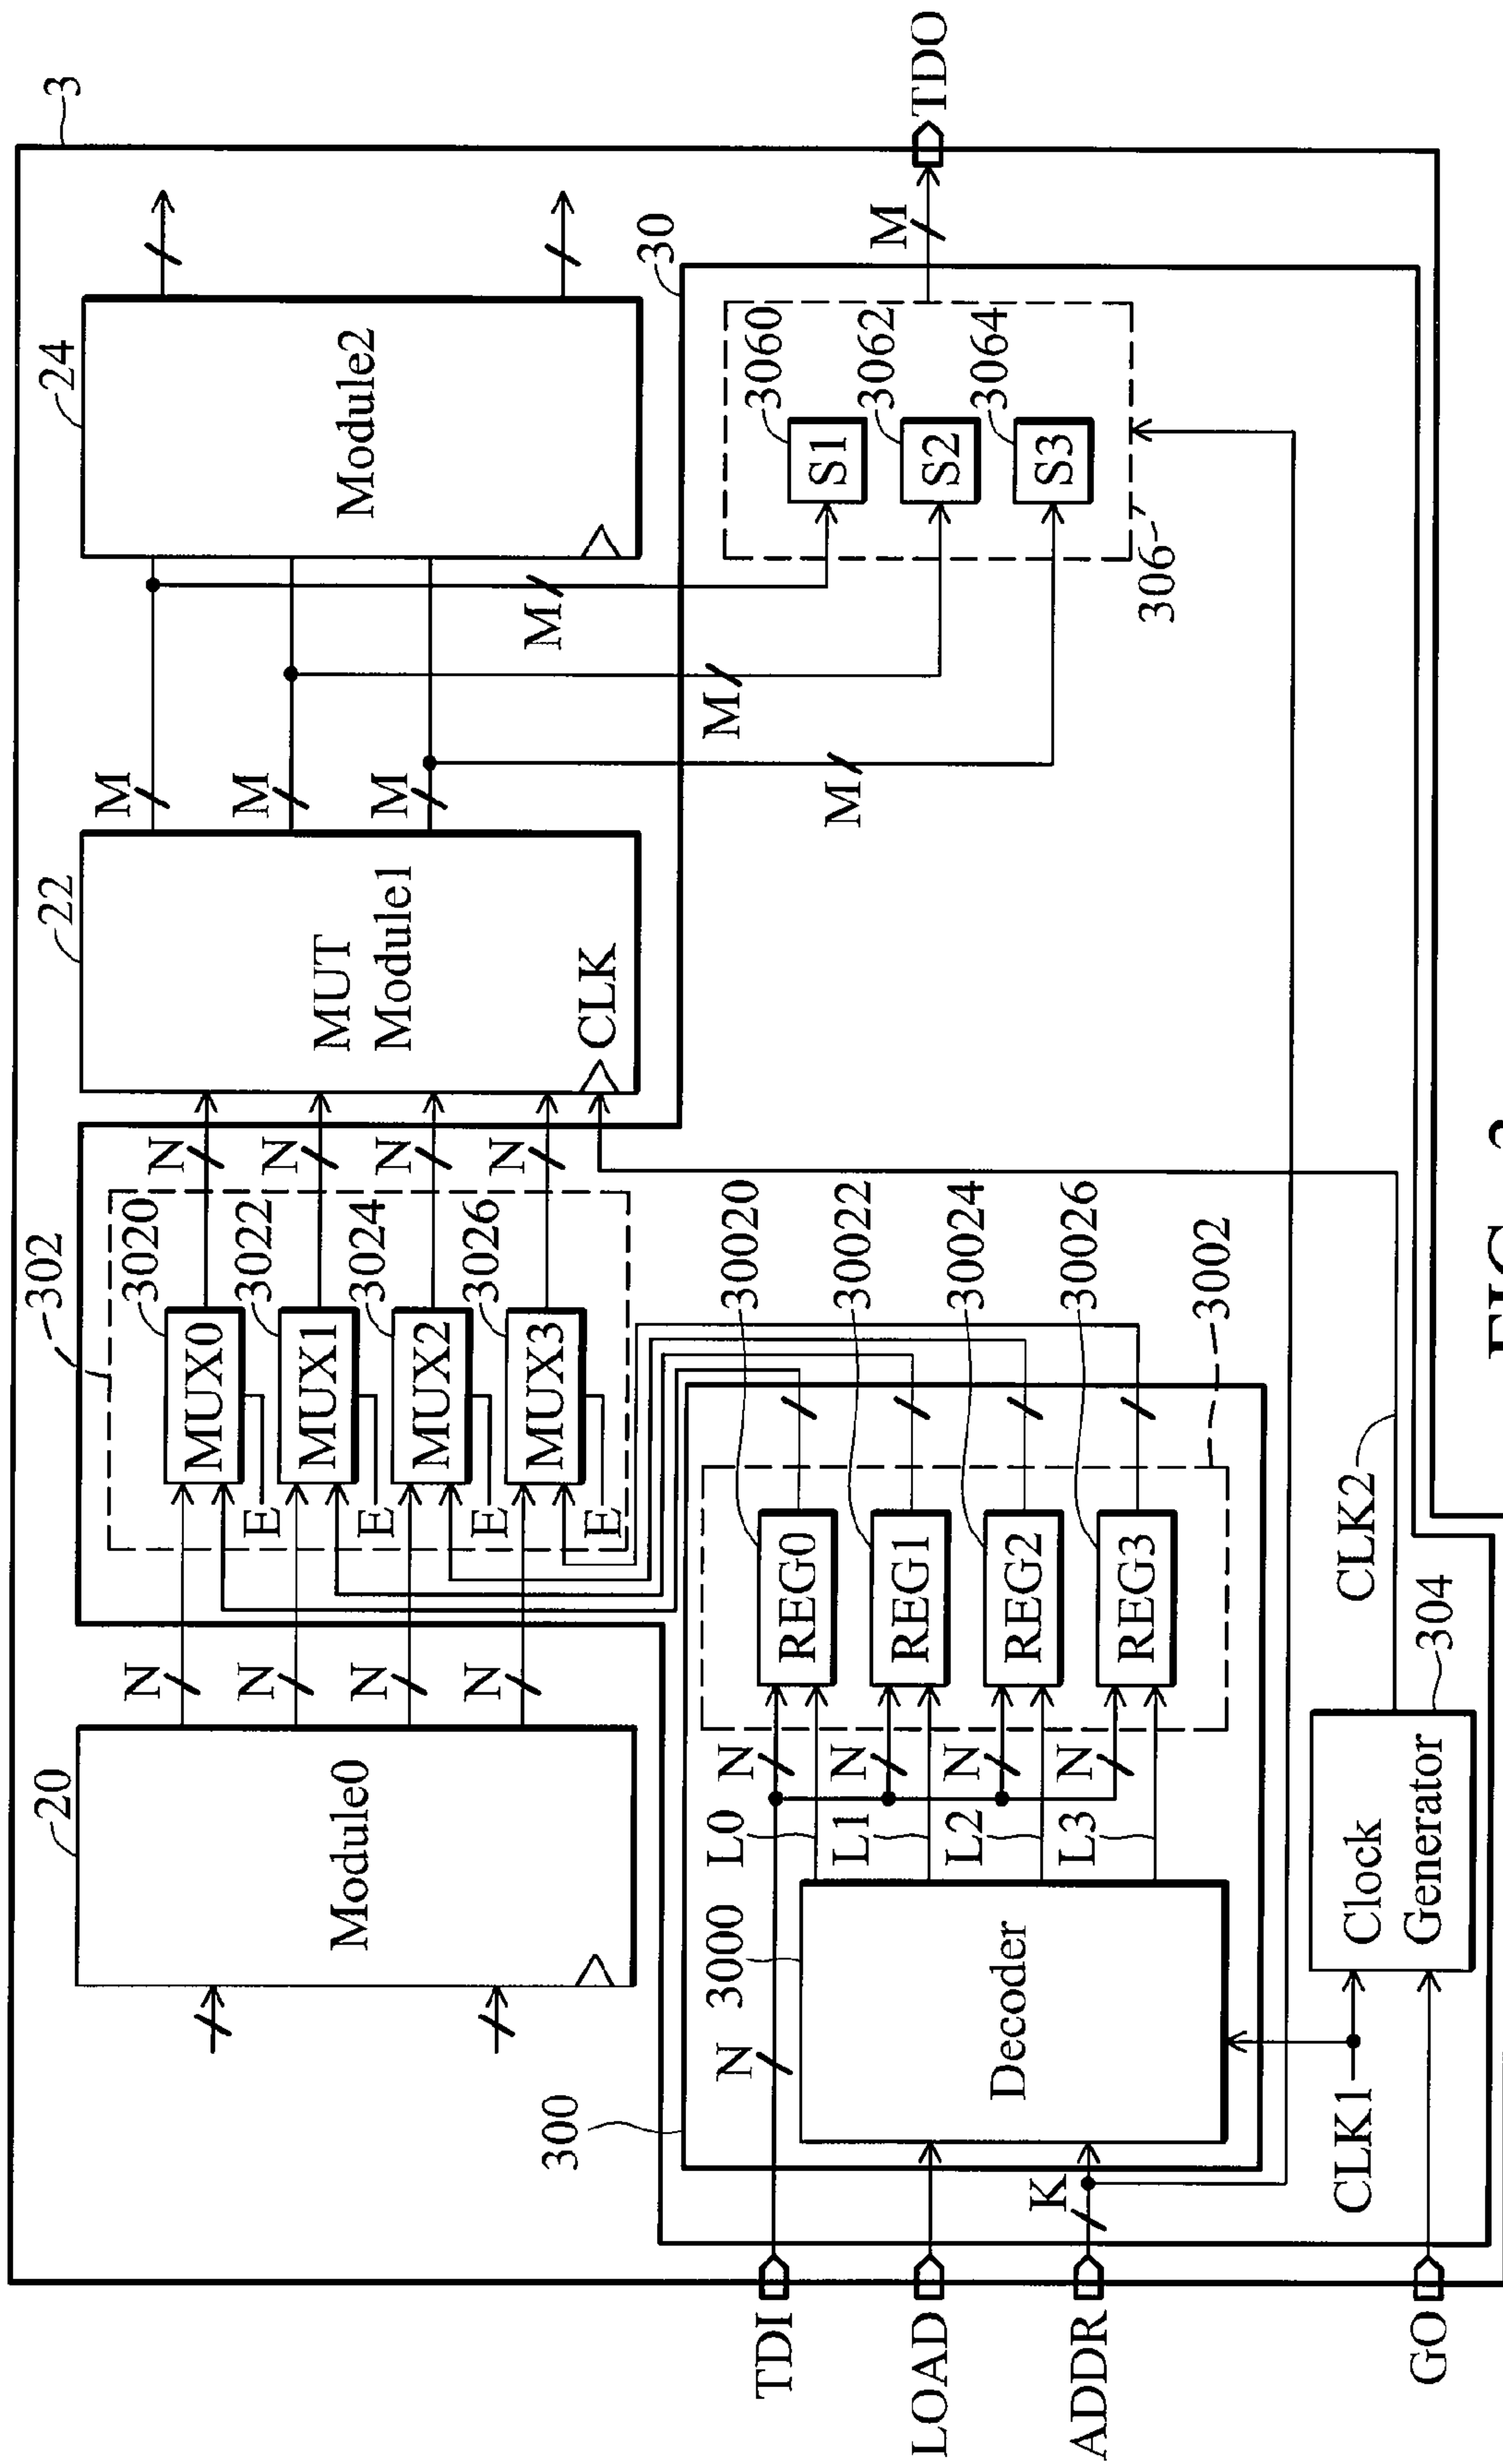 3
20
Module0
N
N
N
N
302
3020
MUX0
E
3022
MUX1
E
3024
MUX2
E
3026
MUX3
E
N
N
N
N
22
MUT
Module1
CLK
M
M
M
24
Module2
M
M
M
30
300
TDI
LOAD
ADDR
GO
N
K
3000
Decoder
L0
L1
L2
L3
N
N
N
N
REG0
REG1
REG2
REG3
30020
30022
30024
30026
3002
CLK1
Clock
Generator
304
CLK2
306
S1
3060
S2
3062
S3
3064
M
TDO